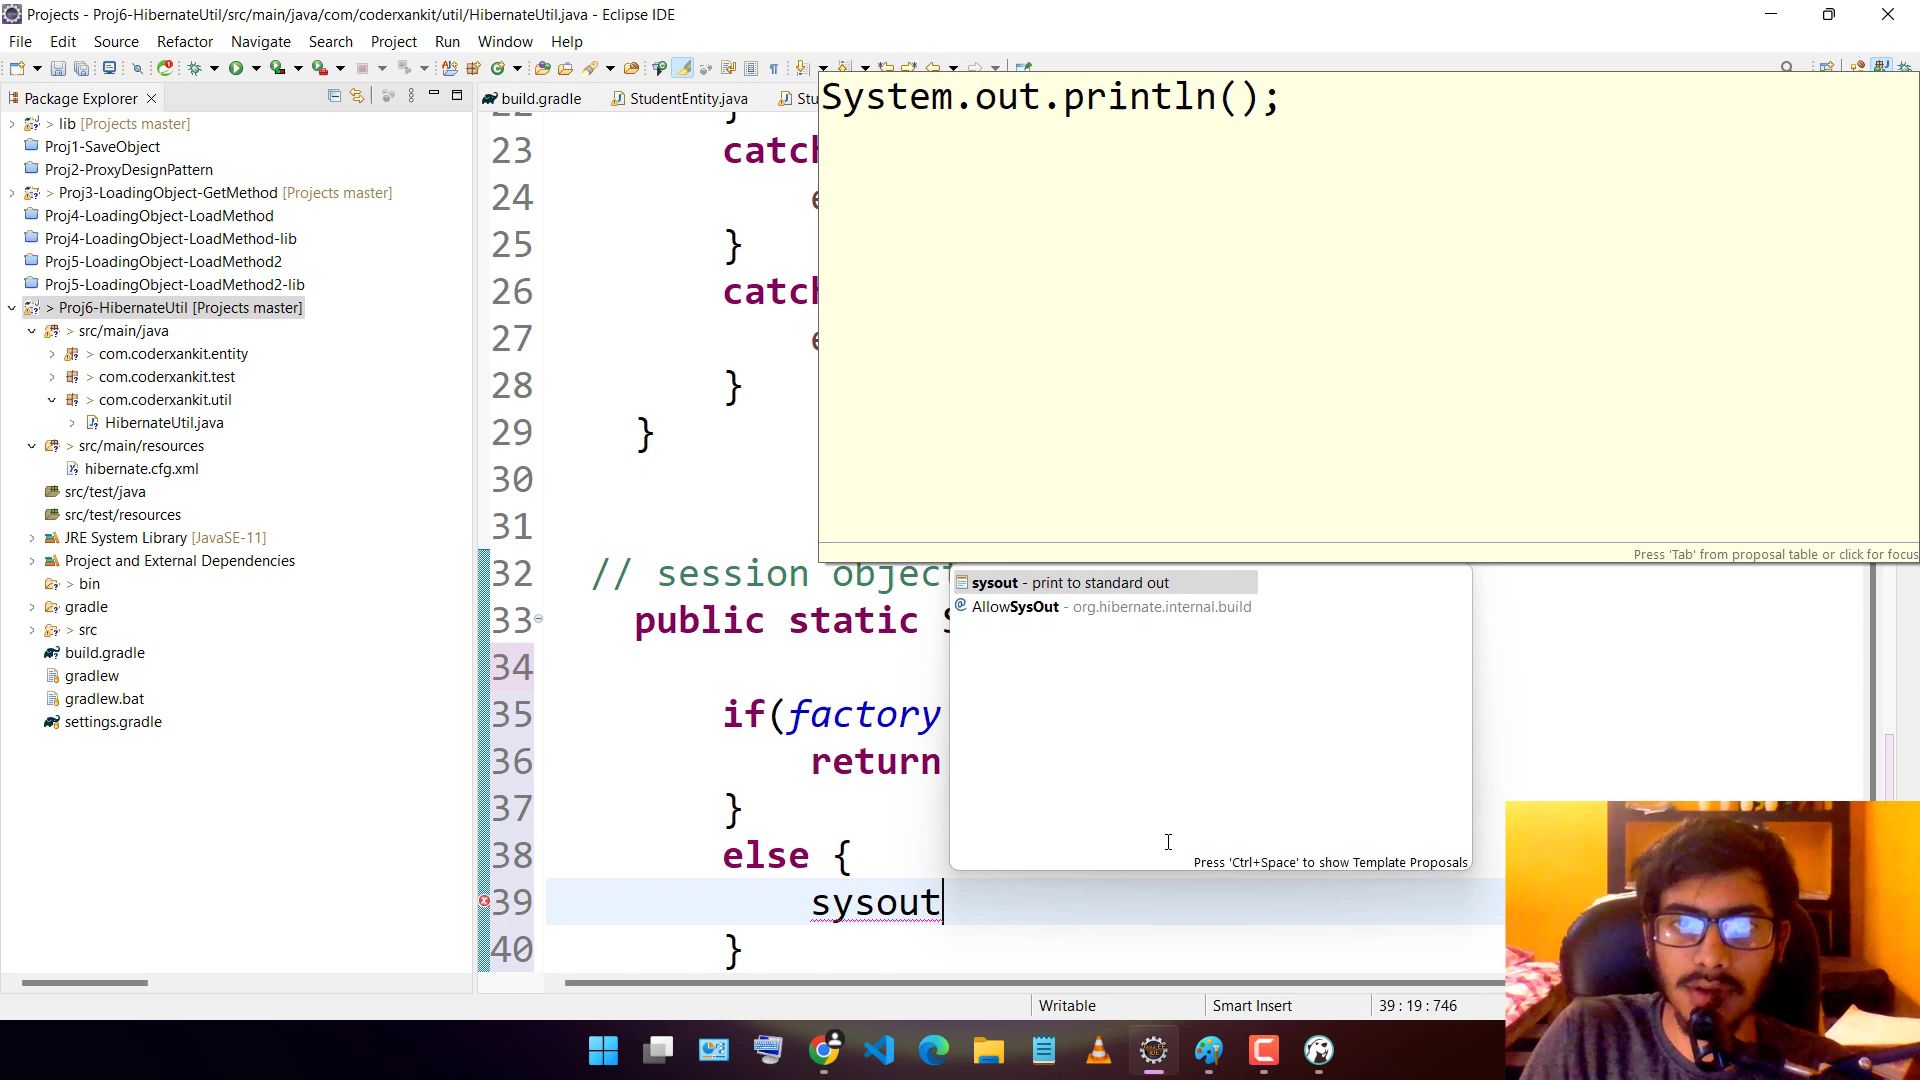 Projects - Proj6-HibernateUtil/src/main/java/com/coderxankit/util/HibernateUtil.java - Eclipse IDE
File Edit Source Refactor Navigate Search Project Run Window Help
Package Explorer
build.gradle
StudentEntity.java
Stu
System.out.println();
> lib [Projects master]
Proj1-SaveObject
Proj2-ProxyDesignPattern
> Proj3-LoadingObject-GetMethod [Projects master]
Proj4-LoadingObject-LoadMethod
Proj4-LoadingObject-LoadMethod-lib
Proj5-LoadingObject-LoadMethod2
Proj5-LoadingObject-LoadMethod2-lib
> Proj6-HibernateUtil [Projects master]
> src/main/java
> com.coderxankit.entity
> com.coderxankit.test
> com.coderxankit.util
HibernateUtil.java
> src/main/resources
hibernate.cfg.xml
src/test/java
src/test/resources
JRE System Library [JavaSE-11]
Project and External Dependencies
> bin
gradle
> src
build.gradle
gradlew
gradlew.bat
settings.gradle
23 catch
24 e
25 }
26 catch
27 e
28 }
29 }
30
31
32 // session object
33 public static S
34
35 if(factory
36 return
37 }
38 else {
39 sysout
40 }
Press 'Tab' from proposal table or click for focus
sysout - print to standard out
AllowSysOut - org.hibernate.internal.build
Press 'Ctrl+Space' to show Template Proposals
Writable
Smart Insert
39 : 19 : 746